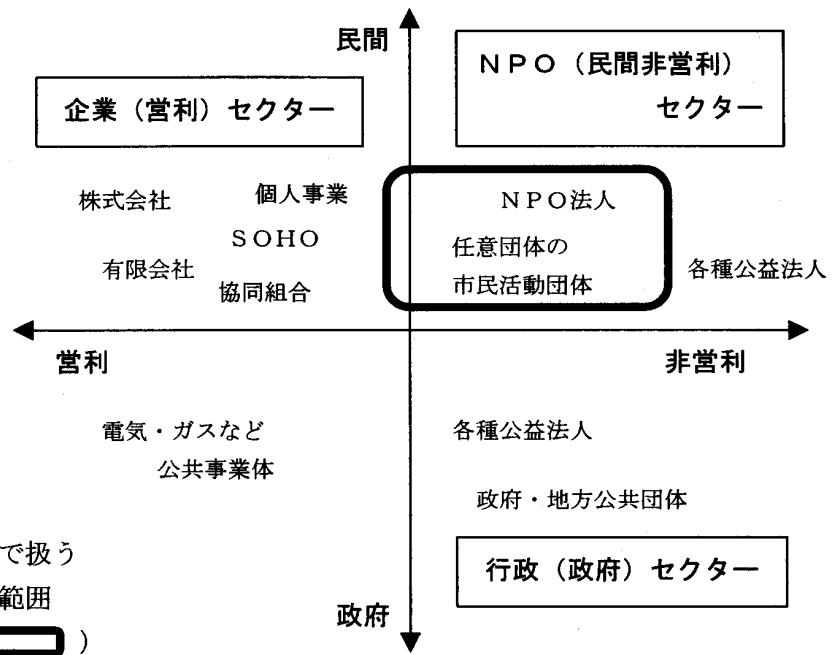 民間
NPO（民間非営利）
セクター
企業（営利）セクター
株式会社
個人事業
NPO法人
SOHO
任意団体の
有限会社
各種公益法人
協同組合
市民活動団体
営利
非営利
電気・ガスなど
各種公益法人
公共事業体
政府・地方公共団体
で扱う
行政（政府）セクター
範囲
政府
）